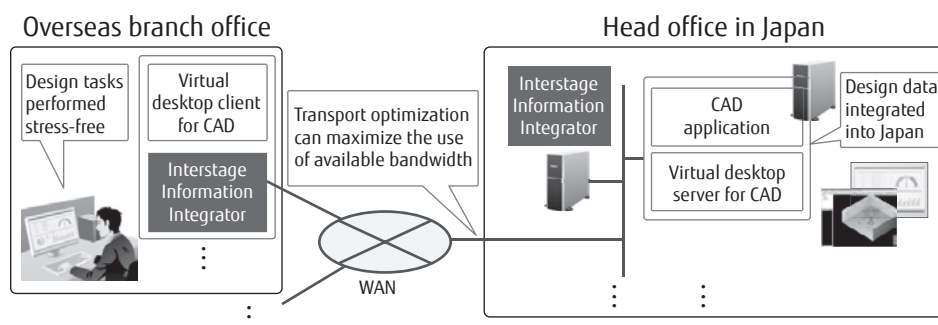 Overseas branch office
Design tasks
performed
stress-free
Virtual
desktop client
for CAD
Interstage
Information
Integrator
Transport optimization
can maximize the use
of available bandwidth
WAN
Head office in Japan
Interstage
Information
Integrator
CAD
application
Virtual desktop
server for CAD
Design data
integrated
into Japan